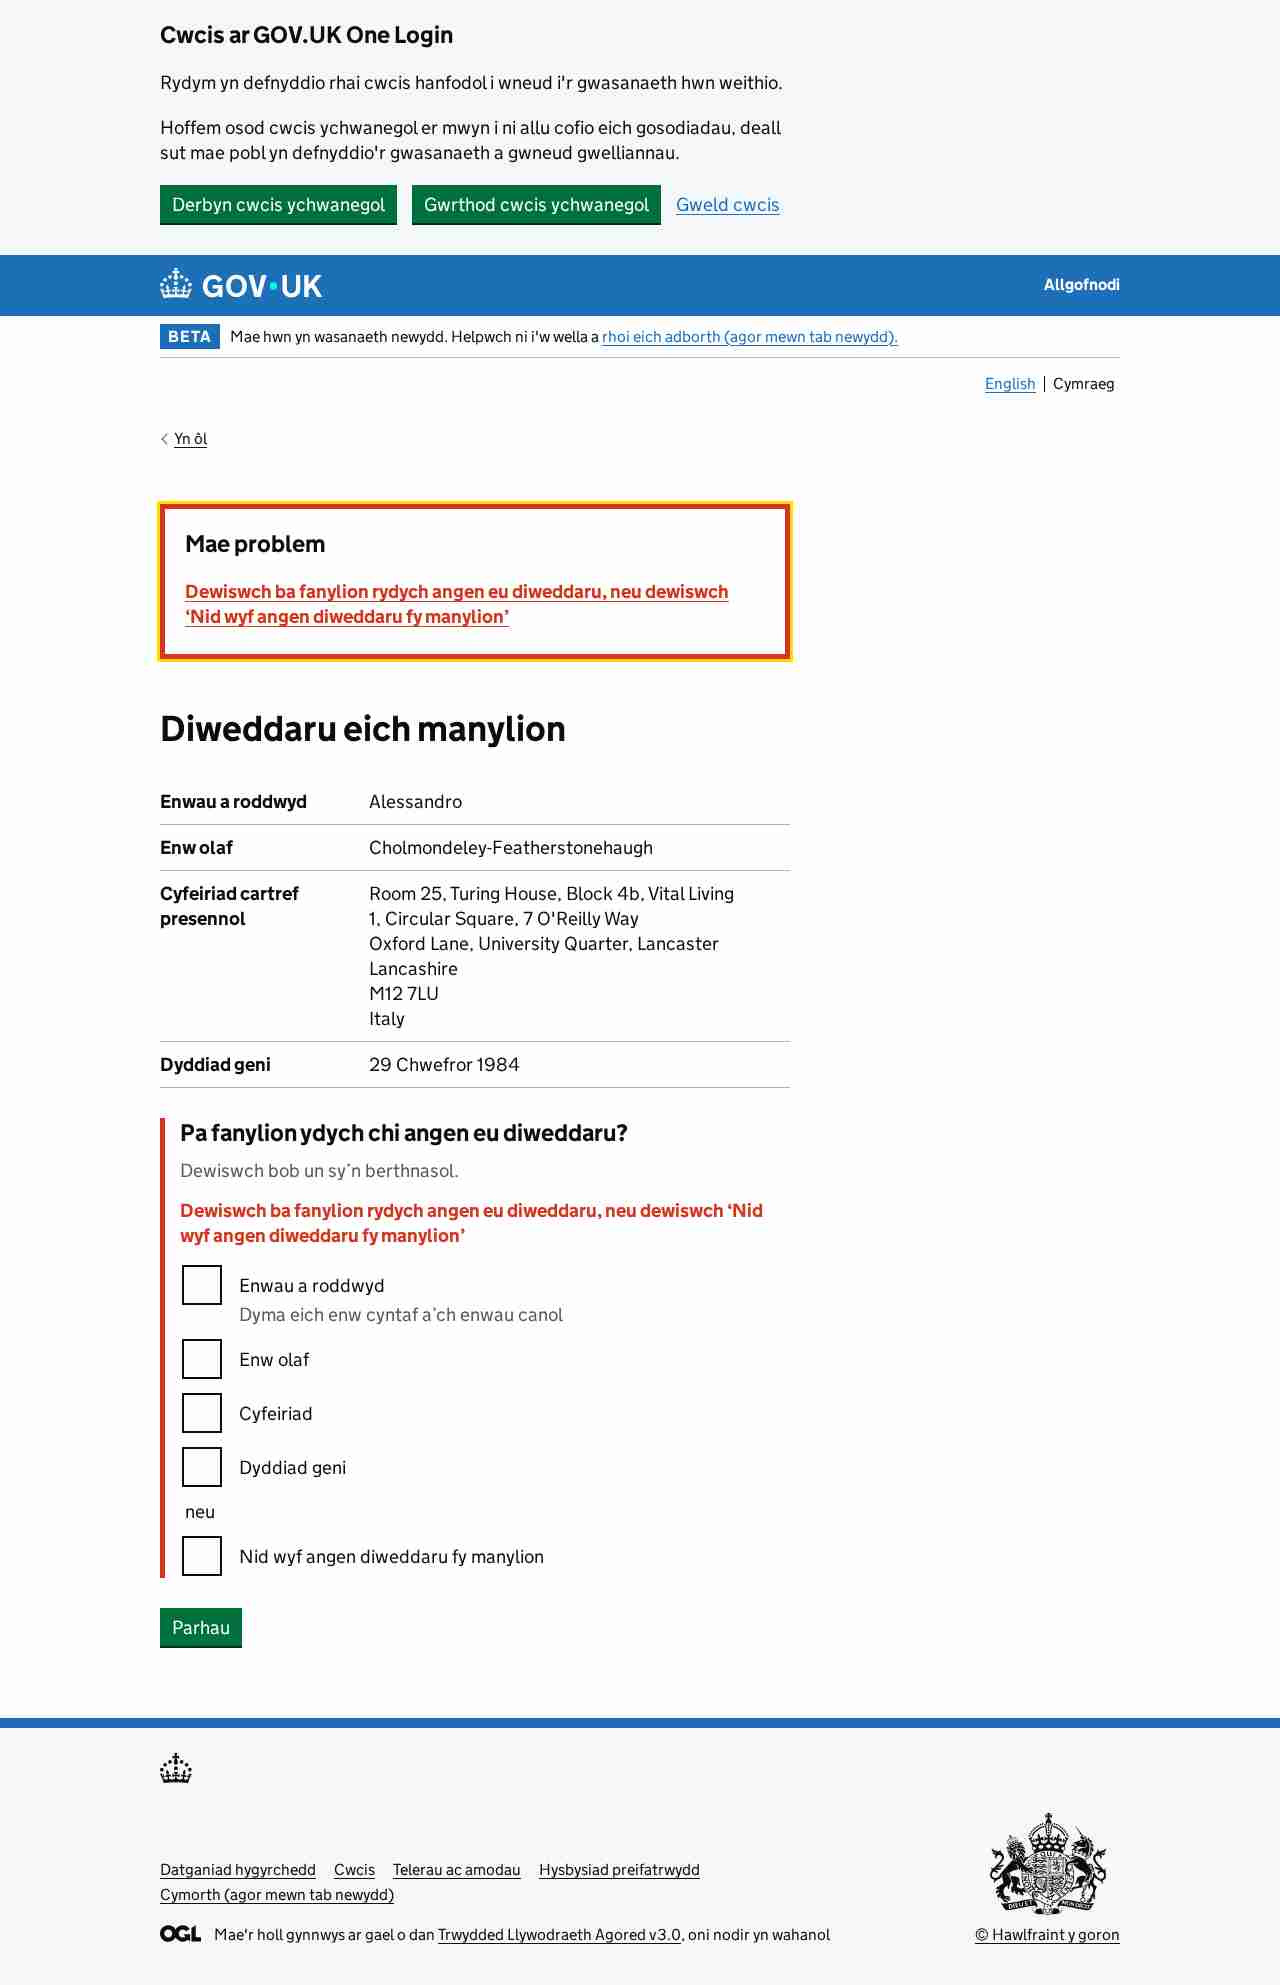 Cwcis ar GOV.UK One Login
Rydym yn defnyddio rhai cwcis hanfodol i wneud i'r gwasanaeth hwn weithio.
Hoffem osod cwcis ychwanegol er mwyn i ni allu cofio eich gosodiadau, deall
sut mae pobl yn defnyddio'r gwasanaeth a gwneud gwelliannau.
Derbyn cwcis ychwanegol Gwrthod cwcis ychwanegol Gweld cwcis
GOV·UK Allgofnodi
BETA Mae hwn yn wasanaeth newydd. Helpwch ni i'w wella a rhoi eich adborth (agor mewn tab newydd).
English Cymraeg
Yn ôl
Mae problem
Dewiswch ba fanylion rydych angen eu diweddaru, neu dewiswch
‘Nid wyf angen diweddaru fy manylion’
Diweddaru eich manylion
Enwau a roddwyd Alessandro
Enw olaf Cholmondeley-Featherstonehaugh
Cyfeiriad cartref Room 25, Turing House, Block 4b, Vital Living
presennol 1, Circular Square, 7 O'Reilly Way
Oxford Lane, University Quarter, Lancaster
Lancashire
M12 7LU
Italy
Dyddiad geni 29 Chwefror 1984
Pa fanylion ydych chi angen eu diweddaru?
Dewiswch bob un sy’n berthnasol.
Dewiswch ba fanylion rydych angen eu diweddaru, neu dewiswch ‘Nid
wyf angen diweddaru fy manylion’
Enwau a roddwyd
Dyma eich enw cyntaf a’ch enwau canol
Enw olaf
Cyfeiriad
Dyddiad geni
neu
Nid wyf angen diweddaru fy manylion
Parhau
Datganiad hygyrchedd Cwcis Telerau ac amodau Hysbysiad preifatrwydd
Cymorth (agor mewn tab newydd)
OGL Mae'r holl gynnwys ar gael o dan Trwydded Llywodraeth Agored v3.0, oni nodir yn wahanol
© Hawlfraint y goron